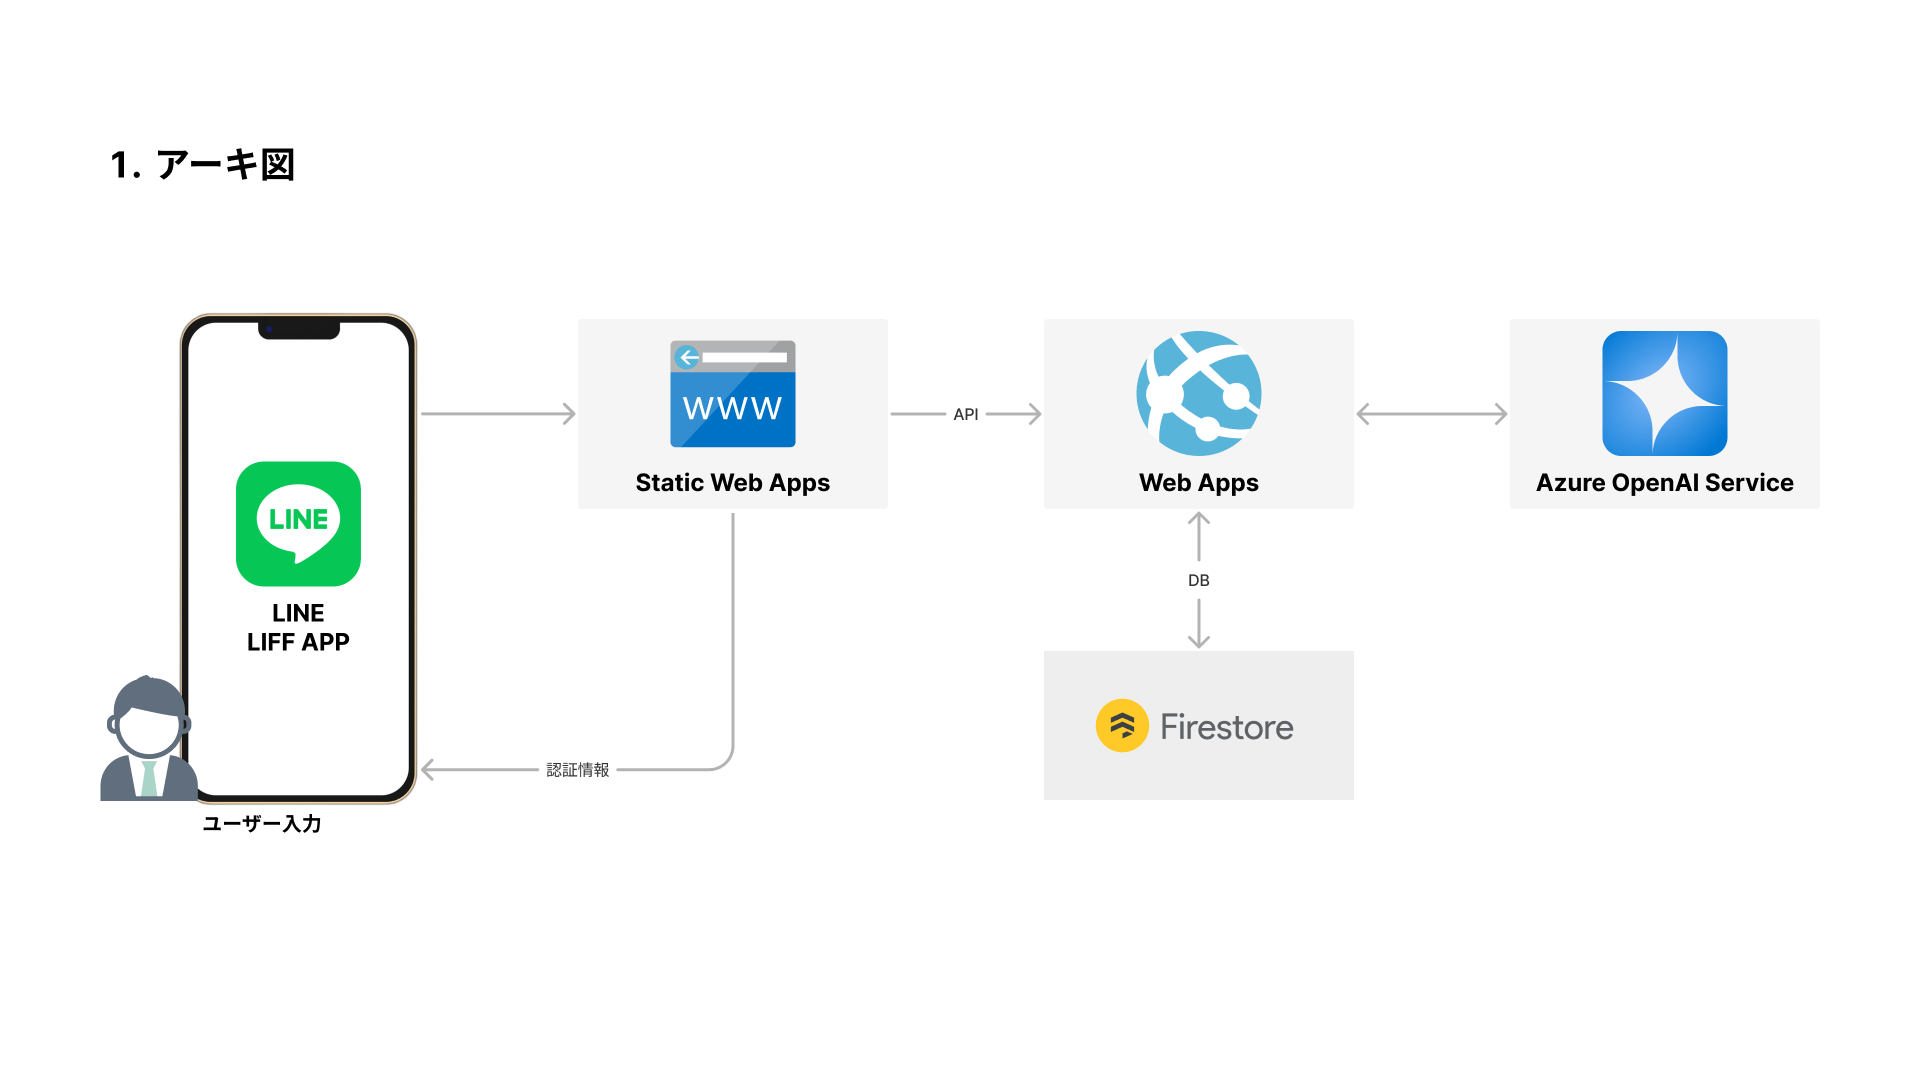 1. アーキ図
LINE
LINE
LIFF APP
ユーザー入力
WWW
Static Web Apps
API
Web Apps
Azure OpenAI Service
DB
Firestore
認証情報